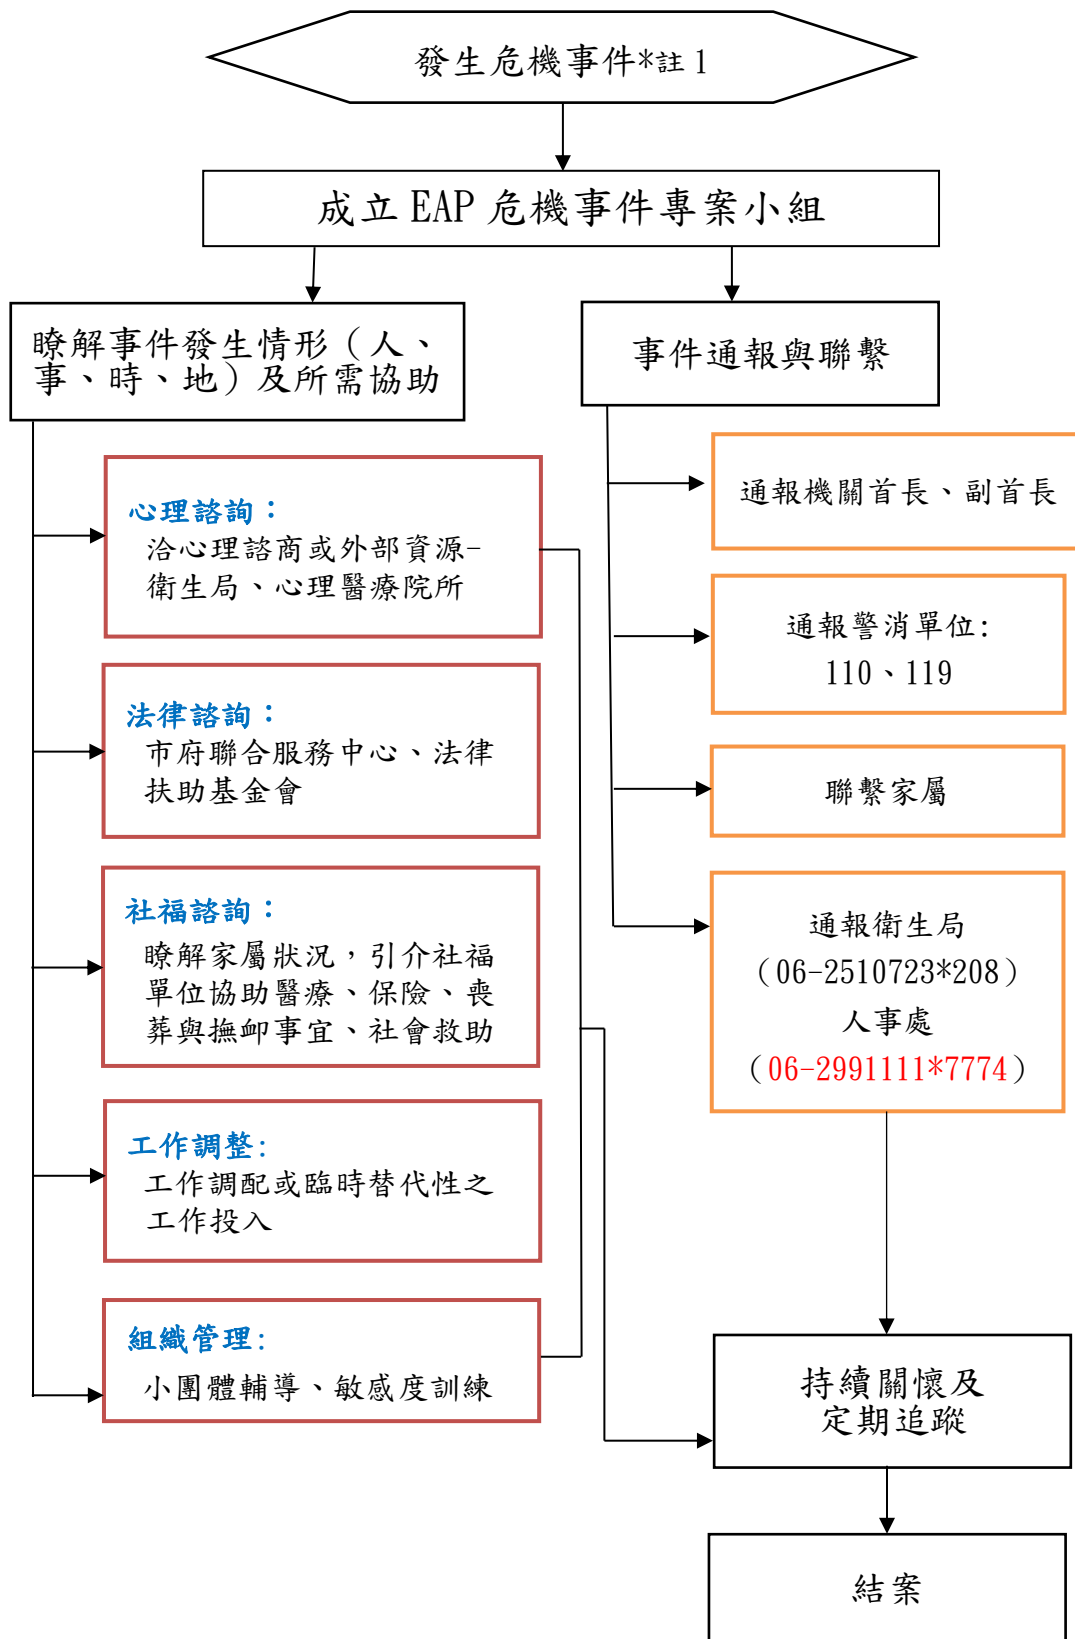 發生危機事件*註 1
成立 EAP 危機事件專案小組
瞭解事件發生情形（人、
事、時、地）及所需協助
心理諮詢：
洽心理諮商或外部資源-
衛生局、心理醫療院所
法律諮詢：
市府聯合服務中心、法律
扶助基金會
社福諮詢：
瞭解家屬狀況，引介社福
單位協助醫療、保險、喪
葬與撫卹事宜、社會救助
工作調整:
工作調配或臨時替代性之
工作投入
組織管理:
小團體輔導、敏感度訓練
事件通報與聯繫
通報機關首長、副首長
通報警消單位:
110、119
聯繫家屬
通報衛生局
（06-2510723*208）
人事處
（06-2991111*7774）
持續關懷及
定期追蹤
結案